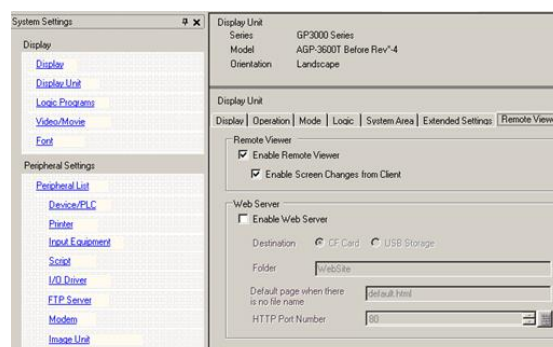 System Settings
Display
Display
Display Unit
Logic Programs
Video/Movie
Font
Peripheral Settings
Peripheral List
Device/PLC
Printer
Input Equipment
Script
I/O Driver
FTP Server
Modem
Image Unit
Display Unit
Series GP3000 Series
Model AGP-3600T Before Rev*-4
Orientation Landscape
Display Unit
Display Operation Mode Logic System Area Extended Settings Remote Viewe
Remote Viewer
Enable Remote Viewer
Enable Screen Changes from Client
Web Server
Enable Web Server
Destination CF Card USB Storage
Folder WebSite
Default page when there
is no file name default.html
HTTP Port Number 80